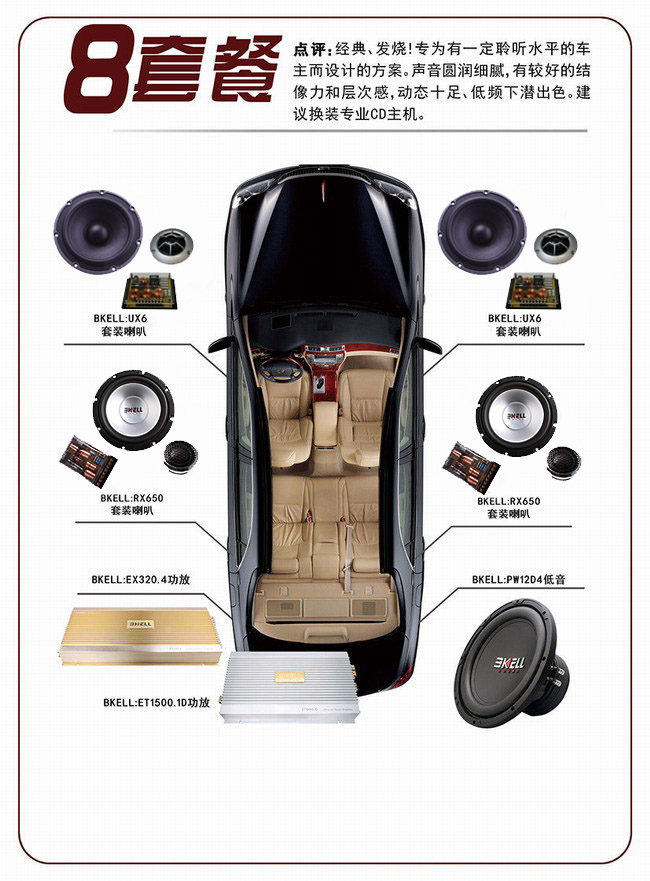 8套餐
点评:经典、发烧!专为有一定聆听水平的车
主而设计的方案。声音圆润细腻,有较好的结
像力和层次感,动态十足、低频下潜出色。建
议换装专业CD主机。
BKELL:UX6
套装喇叭
BKELL:UX6
套装喇叭
BKELL
BKELL:RX650
套装喇叭
BKELL
BKELL:RX650
套装喇叭
BKELL:EX320.4功放
BKELL:PW12D4低音
BKELL
BKELL
BKELL:ET1500.1D功放